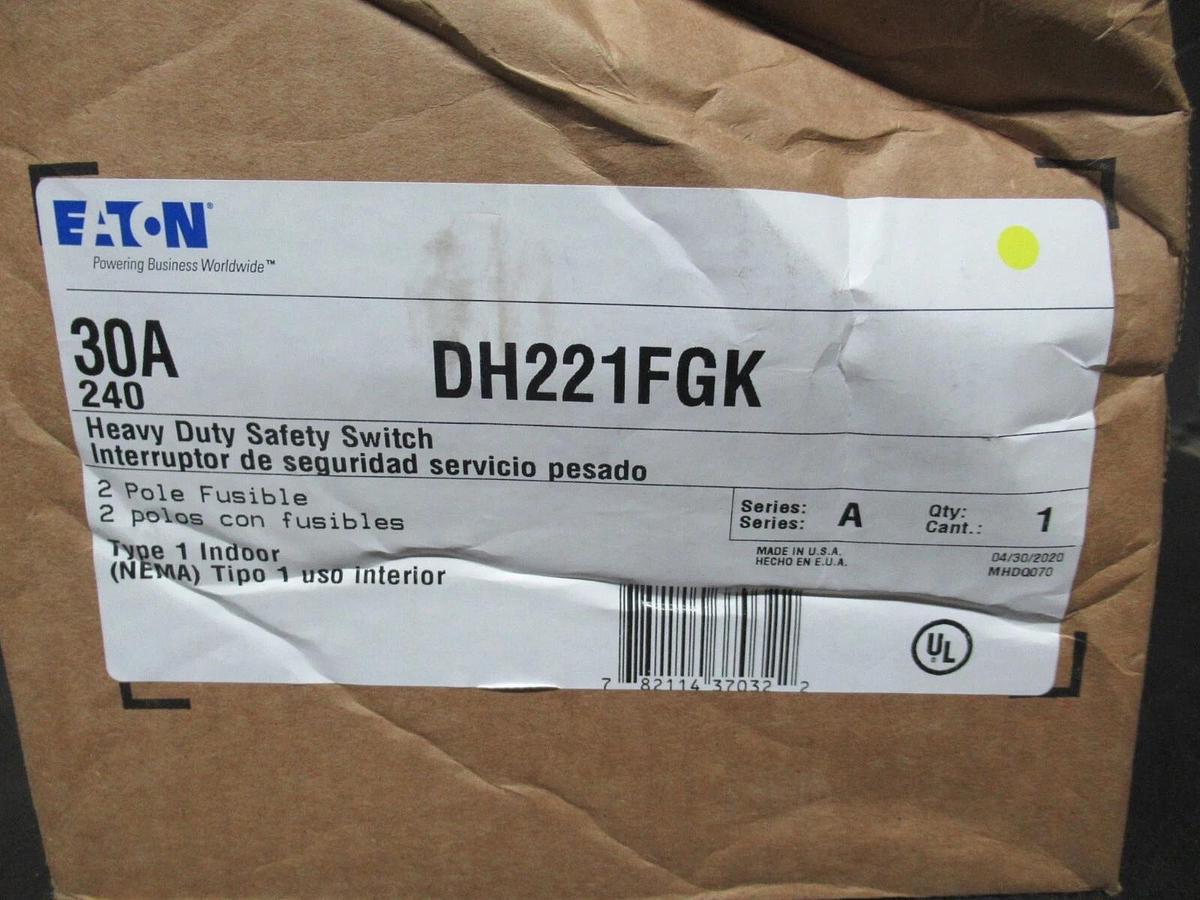 EATON®
Powering Business Worldwide™
30A
240
DH221FGK
Heavy Duty Safety Switch
Interruptor de seguridad servicio pesado
2 Pole Fusible
2 polos con fusibles
Type 1 Indoor
(NEMA) Tipo 1 uso interior
Series: A Qty: 1
Series: Cant.:
MADE IN U.S.A.
HECHO EN E.U.A.
04/30/2020
MHDQ070
7 82114 37032 2
UL